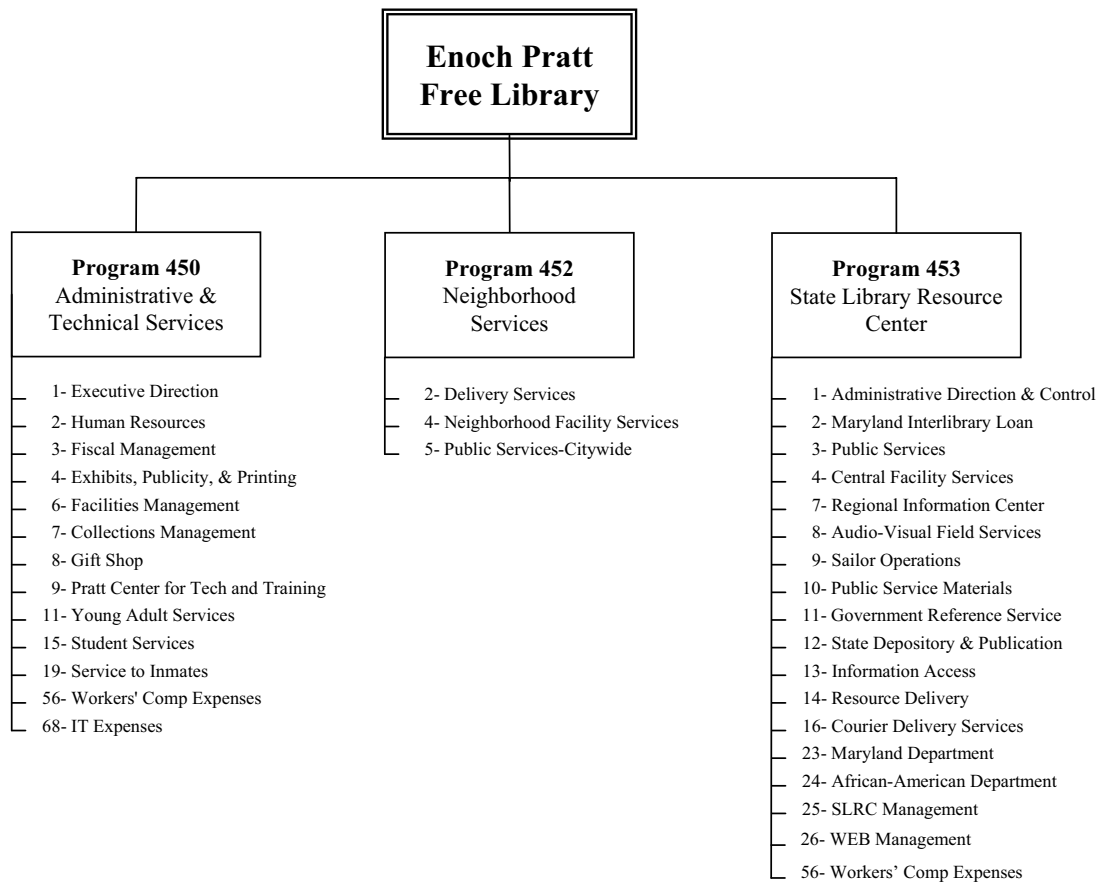 Enoch Pratt
Free Library
Program 450
Administrative &
Technical Services
1- Executive Direction
2- Human Resources
3- Fiscal Management
4- Exhibits, Publicity, & Printing
6- Facilities Management
7- Collections Management
8- Gift Shop
9- Pratt Center for Tech and Training
11- Young Adult Services
15- Student Services
19- Service to Inmates
56- Workers' Comp Expenses
68- IT Expenses
Program 452
Neighborhood
Services
2- Delivery Services
4- Neighborhood Facility Services
5- Public Services-Citywide
Program 453
State Library Resource
Center
1- Administrative Direction & Control
2- Maryland Interlibrary Loan
3- Public Services
4- Central Facility Services
7- Regional Information Center
8- Audio-Visual Field Services
9- Sailor Operations
10- Public Service Materials
11- Government Reference Service
12- State Depository & Publication
13- Information Access
14- Resource Delivery
16- Courier Delivery Services
23- Maryland Department
24- African-American Department
25- SLRC Management
26- WEB Management
56- Workers’ Comp Expenses